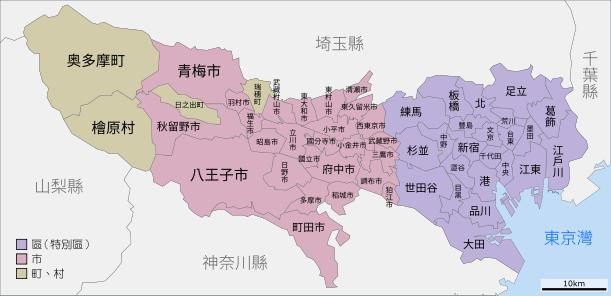 埼玉縣
千葉縣
山梨縣
神奈川縣
東京灣
奥多摩町
檜原村
青梅市
日之出町
秋留野市
瑞穂町
羽村市
福生市
武蔵村山市
東大和市
東村山市
清瀬市
東久留米市
昭島市
立川市
小平市
西東京市
國分寺市
小金井市
武蔵野市
三鷹市
八王子市
日野市
國立市
府中市
調布市
狛江市
多摩市
稲城市
町田市
練馬
板橋
北
足立
葛飾
豊島
文京
荒川
台東
墨田
江戸川
杉並
中野
新宿
千代田
中央
江東
世田谷
澁谷
港
目黒
品川
大田
區 (特別區)
市
町、村
10km